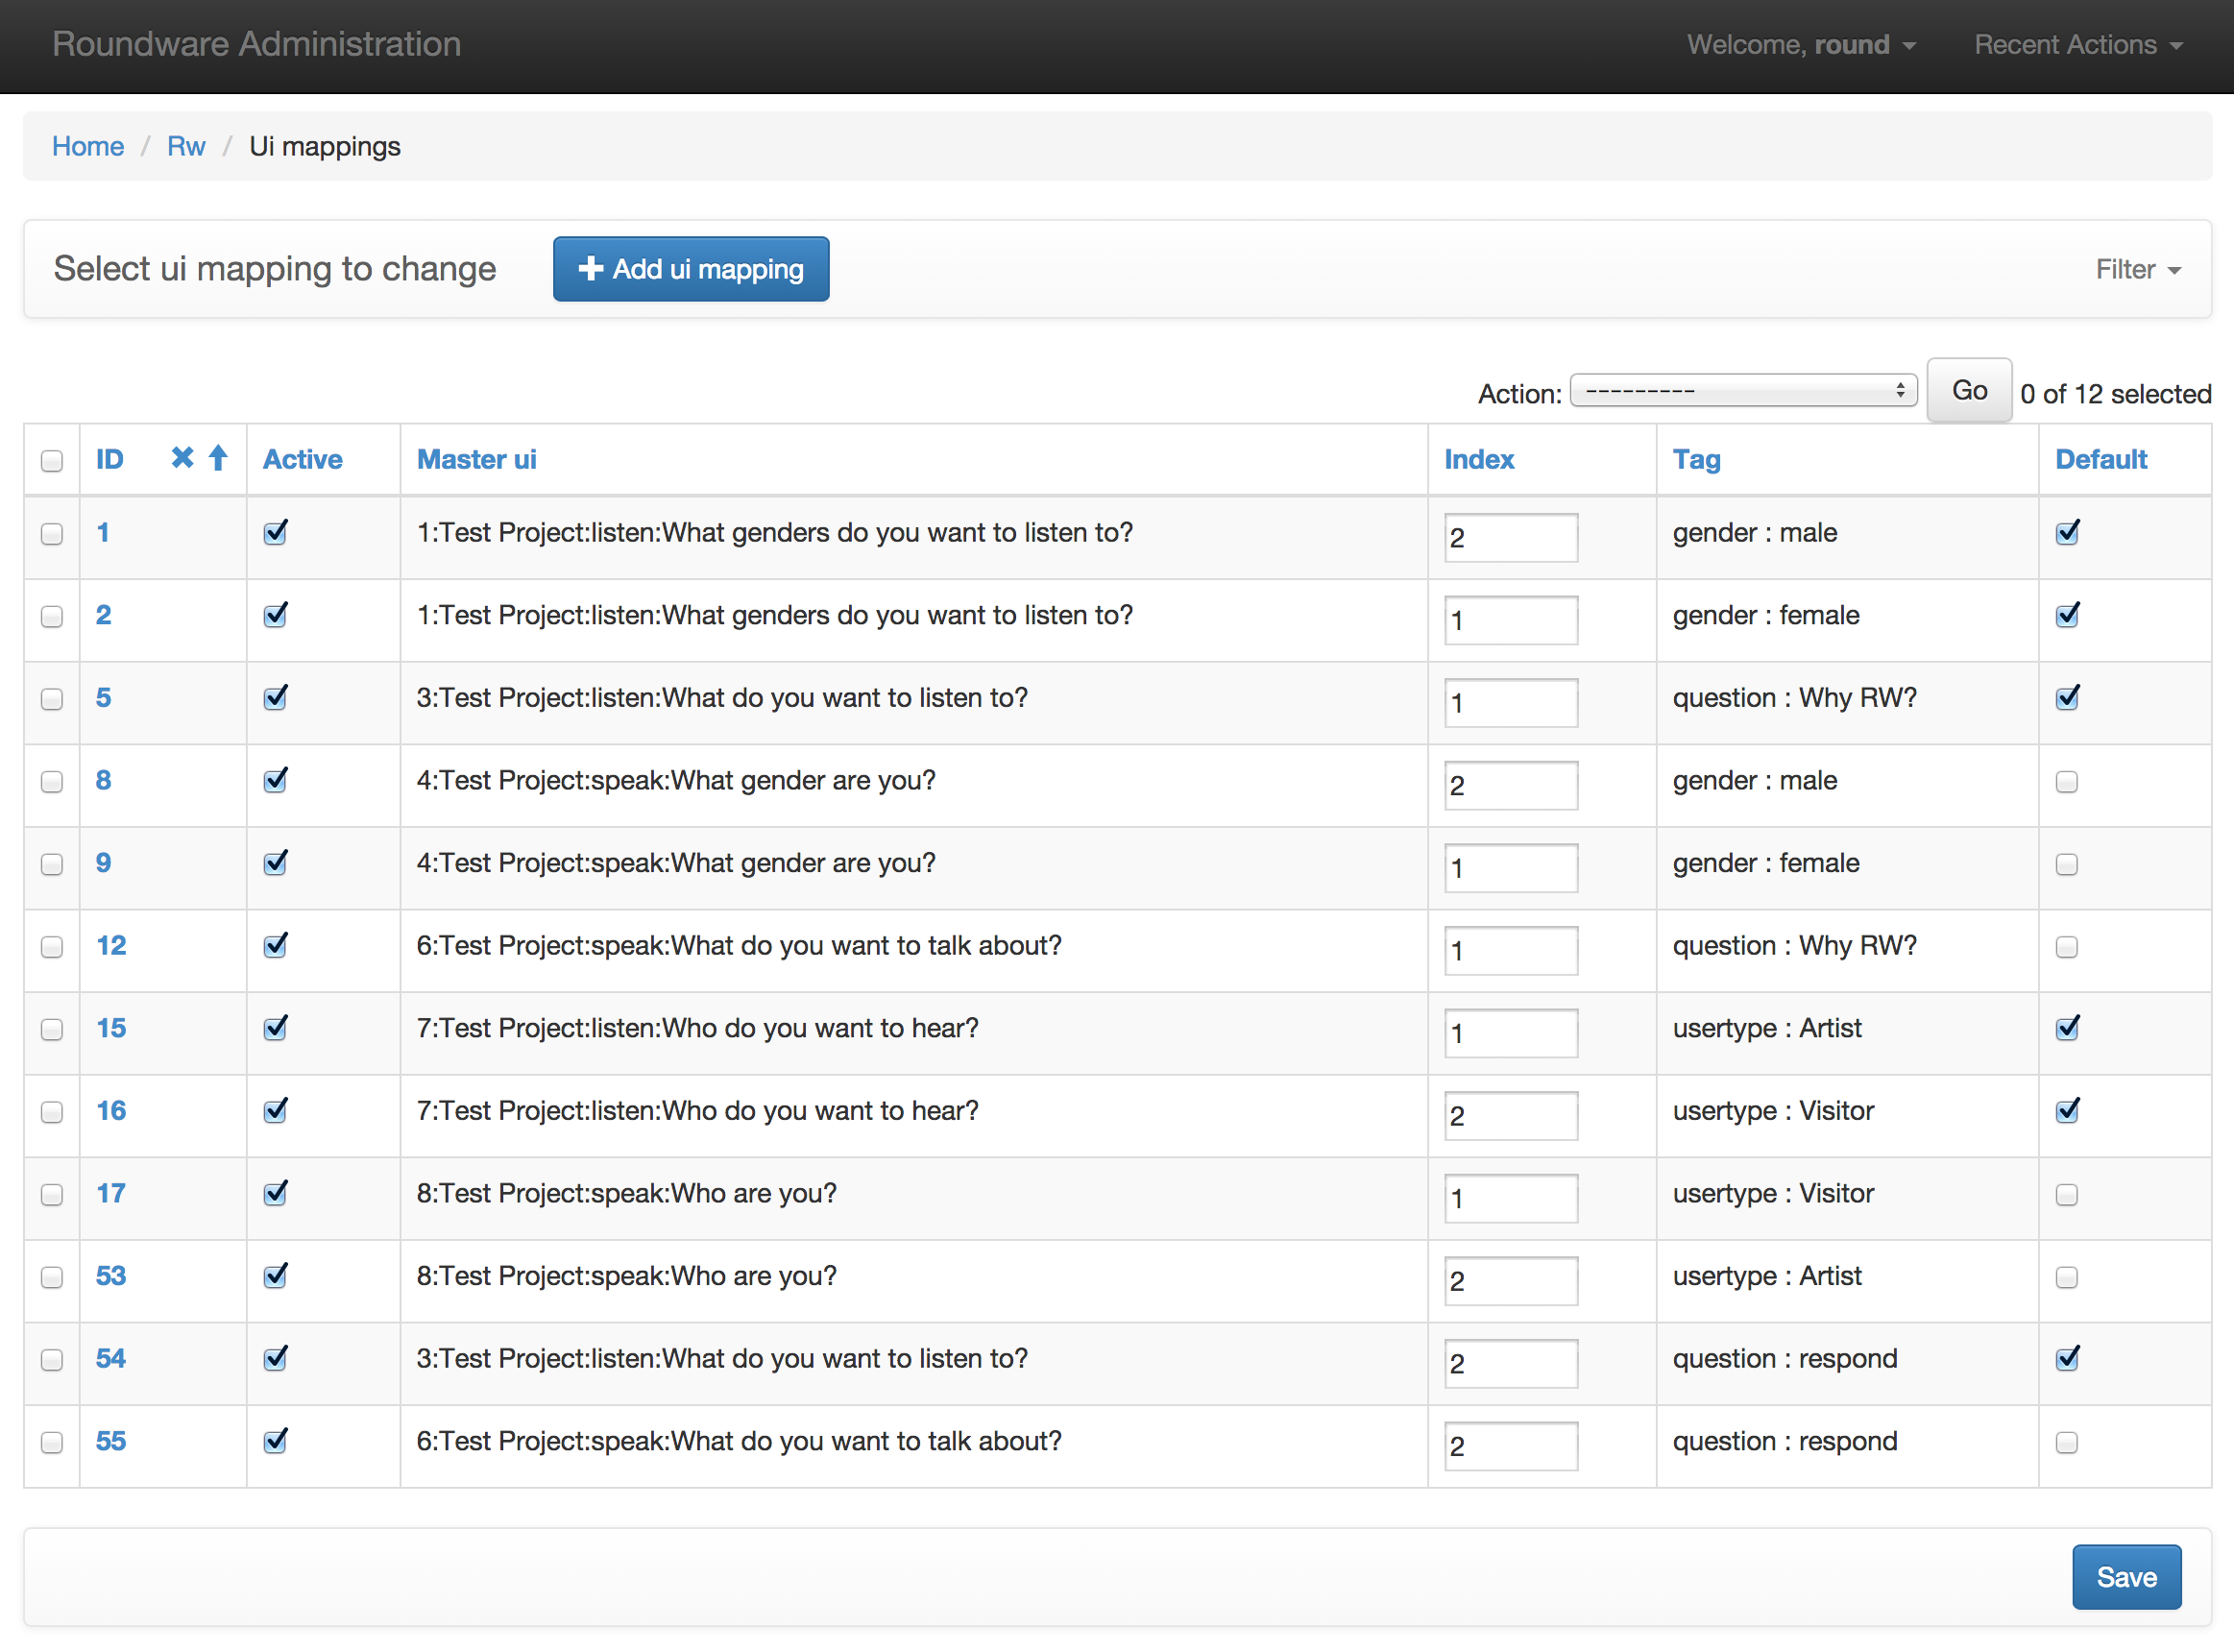 Roundware Administration Welcome, round Recent Actions
Home / Rw / Ui mappings
Select ui mapping to change Add ui mapping Filter
Action: --------- Go 0 of 12 selected
ID Active Master ui Index Tag Default
1 1:Test Project:listen:What genders do you want to listen to? 2 gender : male
2 1:Test Project:listen:What genders do you want to listen to? 1 gender : female
5 3:Test Project:listen:What do you want to listen to? 1 question : Why RW?
8 4:Test Project:speak:What gender are you? 2 gender : male
9 4:Test Project:speak:What gender are you? 1 gender : female
12 6:Test Project:speak:What do you want to talk about? 1 question : Why RW?
15 7:Test Project:listen:Who do you want to hear? 1 usertype : Artist
16 7:Test Project:listen:Who do you want to hear? 2 usertype : Visitor
17 8:Test Project:speak:Who are you? 1 usertype : Visitor
53 8:Test Project:speak:Who are you? 2 usertype : Artist
54 3:Test Project:listen:What do you want to listen to? 2 question : respond
55 6:Test Project:speak:What do you want to talk about? 2 question : respond
Save